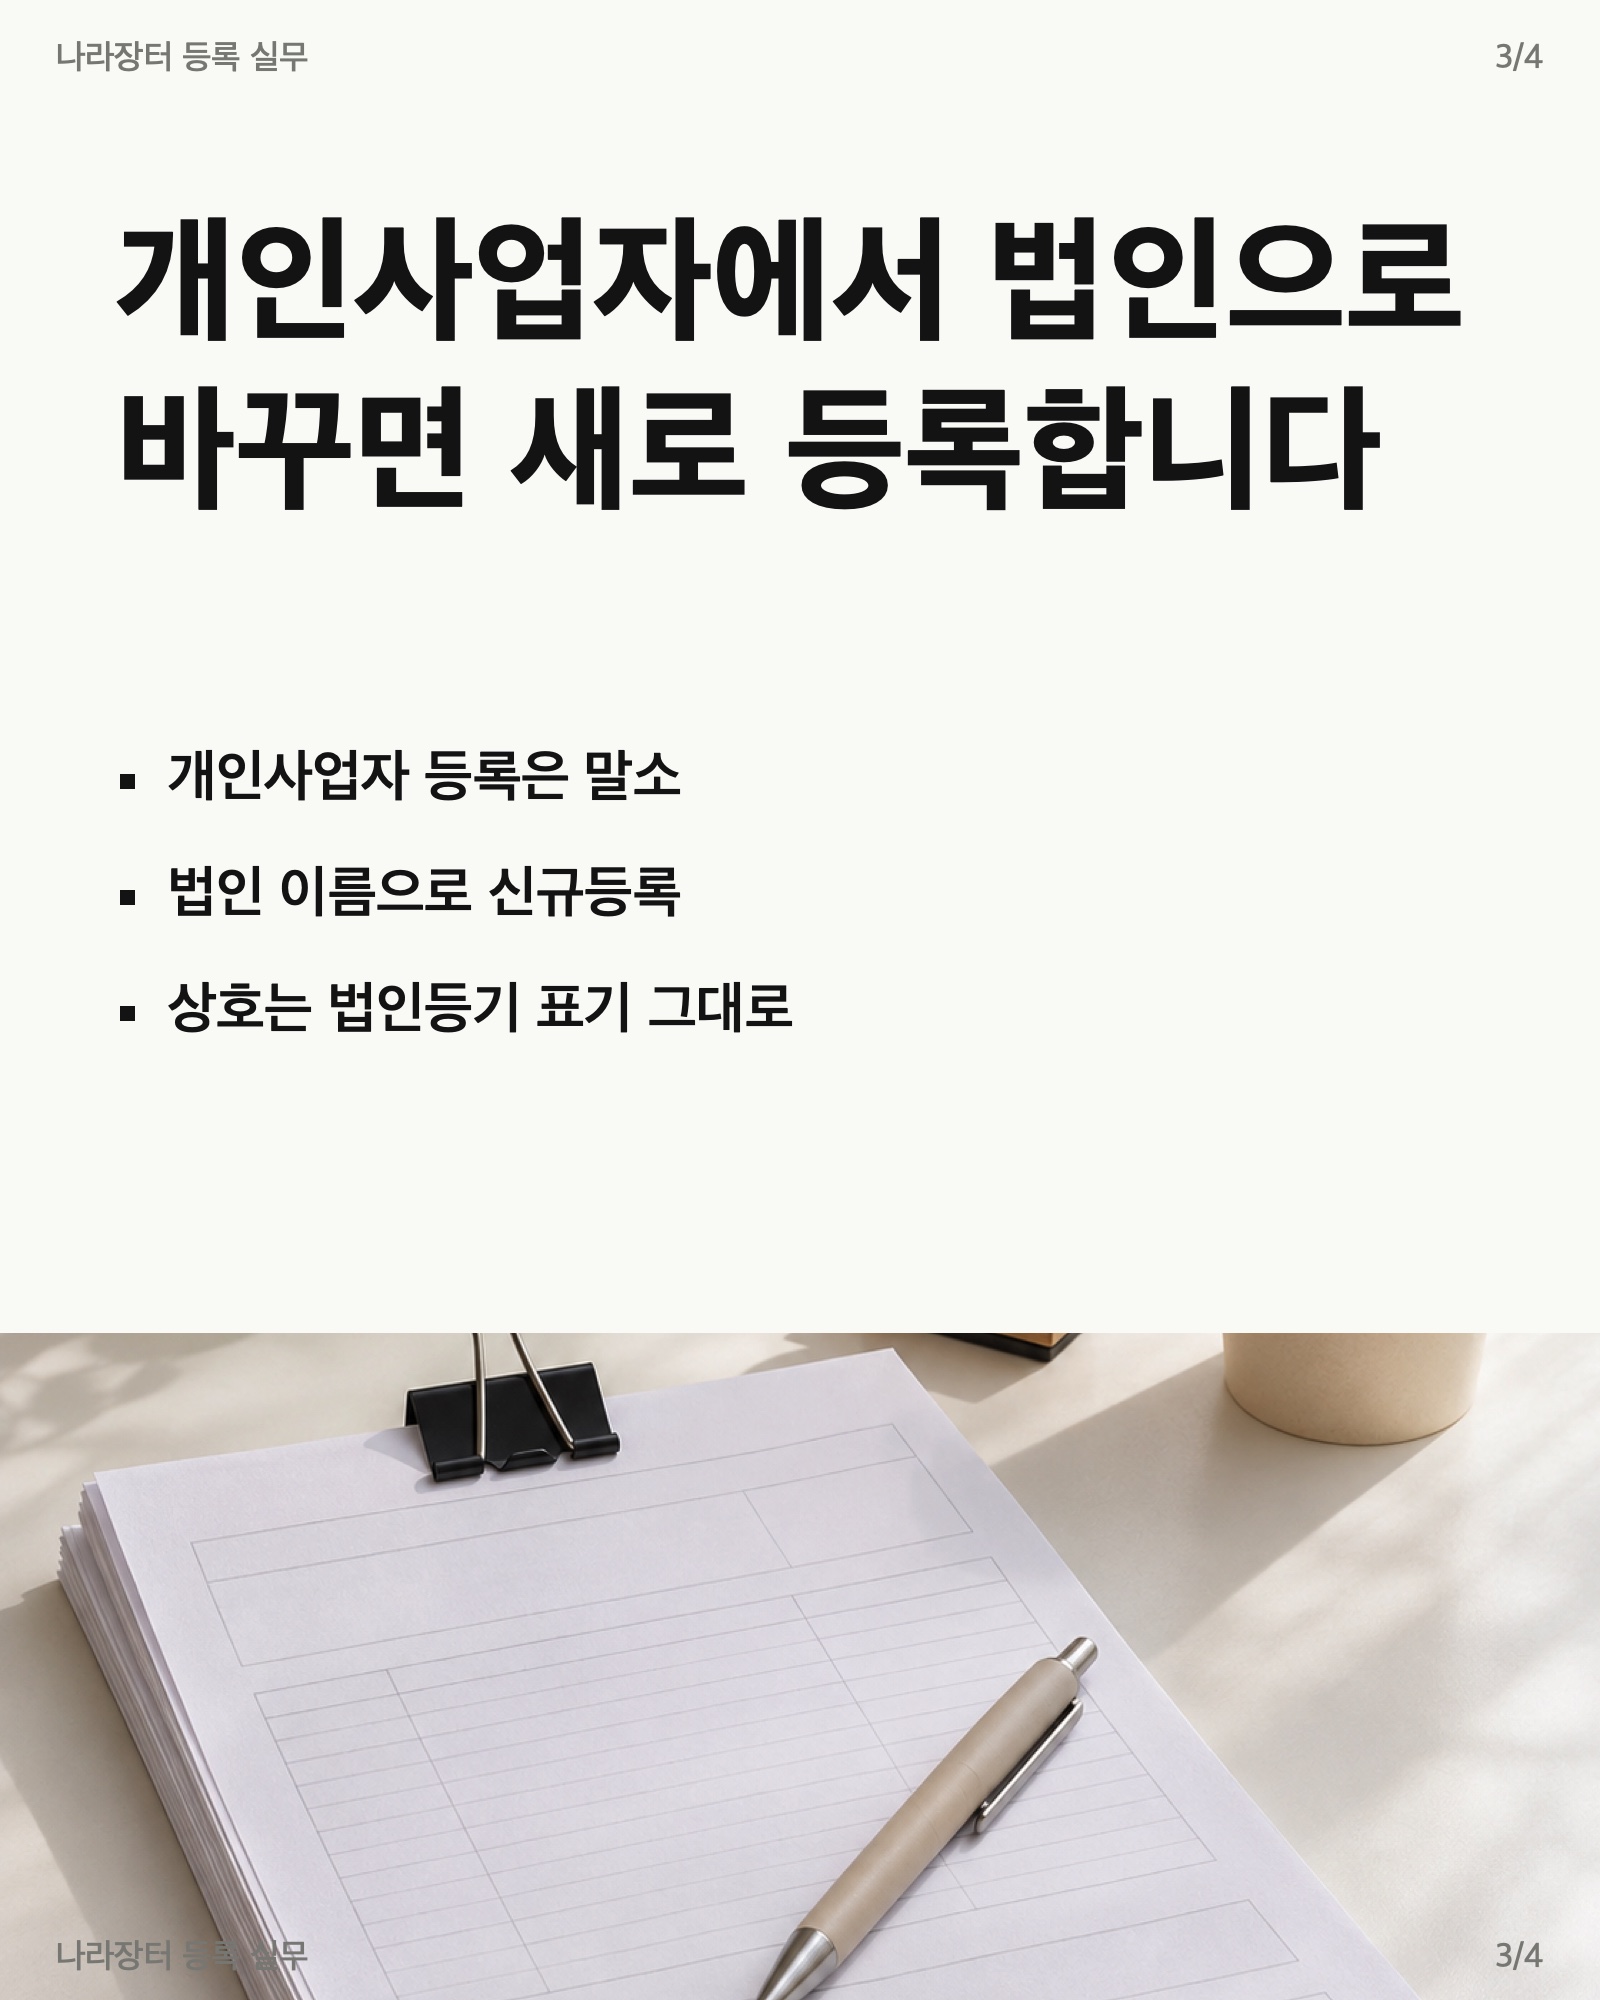 나라장터 등록 실무
3/4
개인사업자에서 법인으로
바꾸면 새로 등록합니다
▪ 개인사업자 등록은 말소
▪ 법인 이름으로 신규등록
▪ 상호는 법인등기 표기 그대로
나라장터 등록 실무
3/4